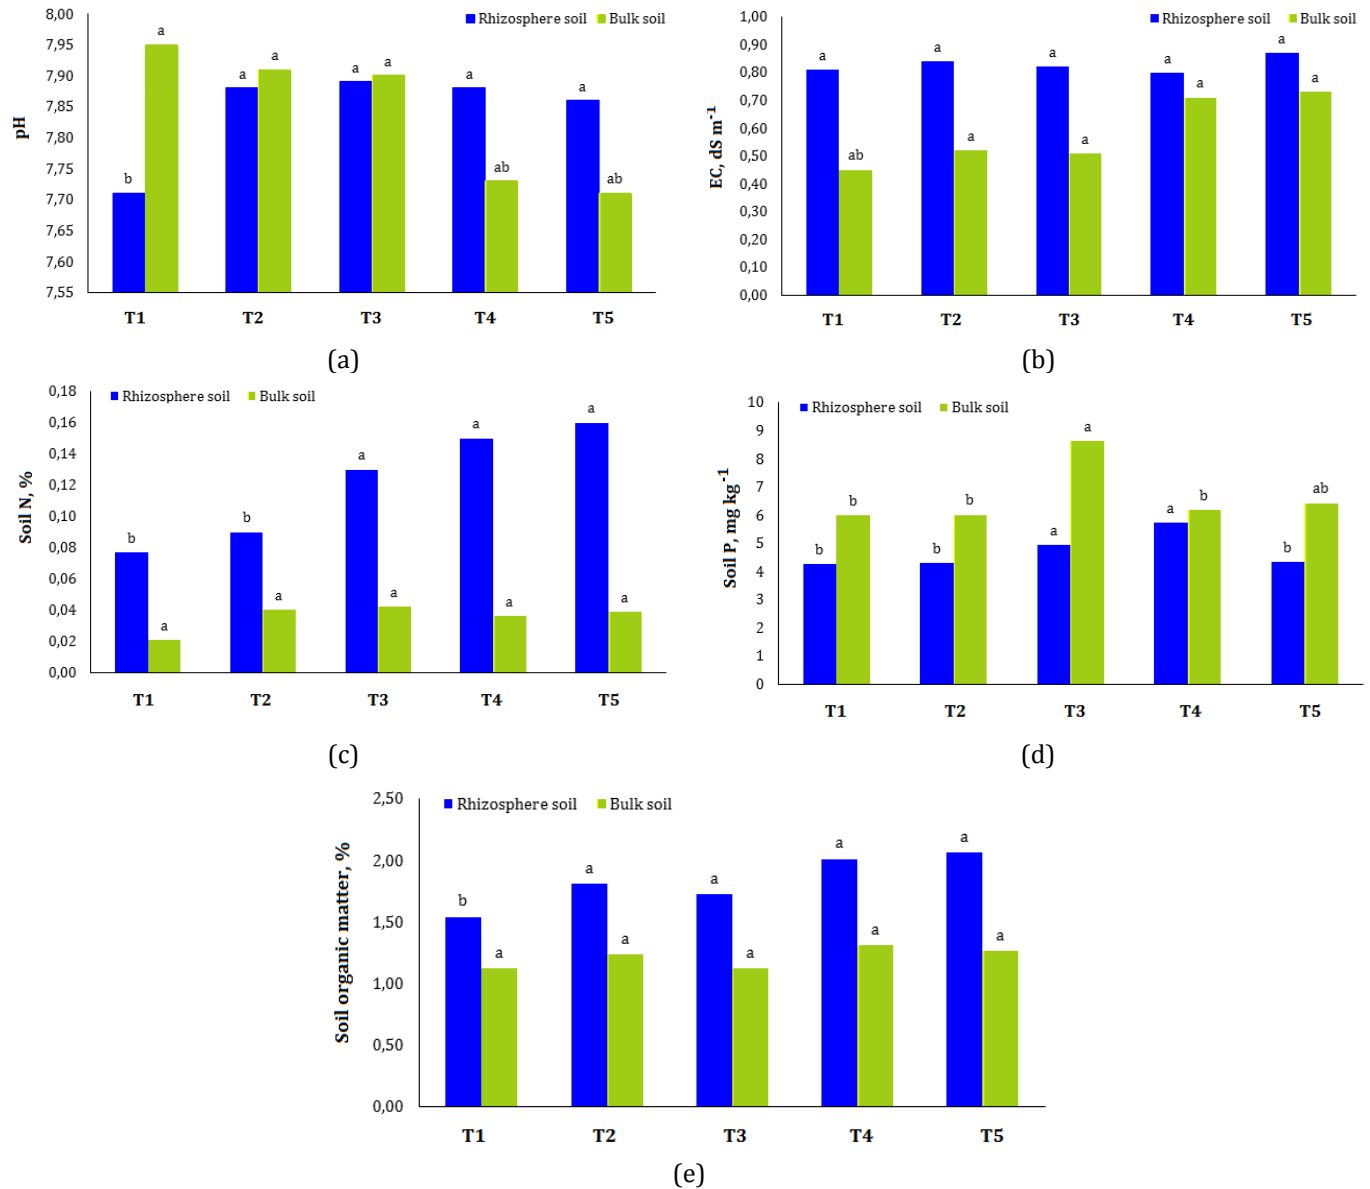 Rhizosphere soil Bulk soil
8,00
7,95
7,90
7,85
7,80
7,75
7,70
7,65
7,60
7,55
pH
b a a a a a a ab a ab
T1 T2 T3 T4 T5
(a)
Rhizosphere soil Bulk soil
1,00
0,90
0,80
0,70
0,60
0,50
0,40
0,30
0,20
0,10
0,00
EC, dS m-1
a ab a a a a a a a a
T1 T2 T3 T4 T5
(b)
Rhizosphere soil Bulk soil
0,18
0,16
0,14
0,12
0,10
0,08
0,06
0,04
0,02
0,00
Soil N, %
b a b a a a a a a a
T1 T2 T3 T4 T5
(c)
Rhizosphere soil Bulk soil
10
9
8
7
6
5
4
3
2
1
0
Soil P, mg kg-1
b b b b a a a b b ab
T1 T2 T3 T4 T5
(d)
Rhizosphere soil Bulk soil
2,50
2,00
1,50
1,00
0,50
0,00
Soil organic matter, %
b a a a a a a a a a
T1 T2 T3 T4 T5
(e)